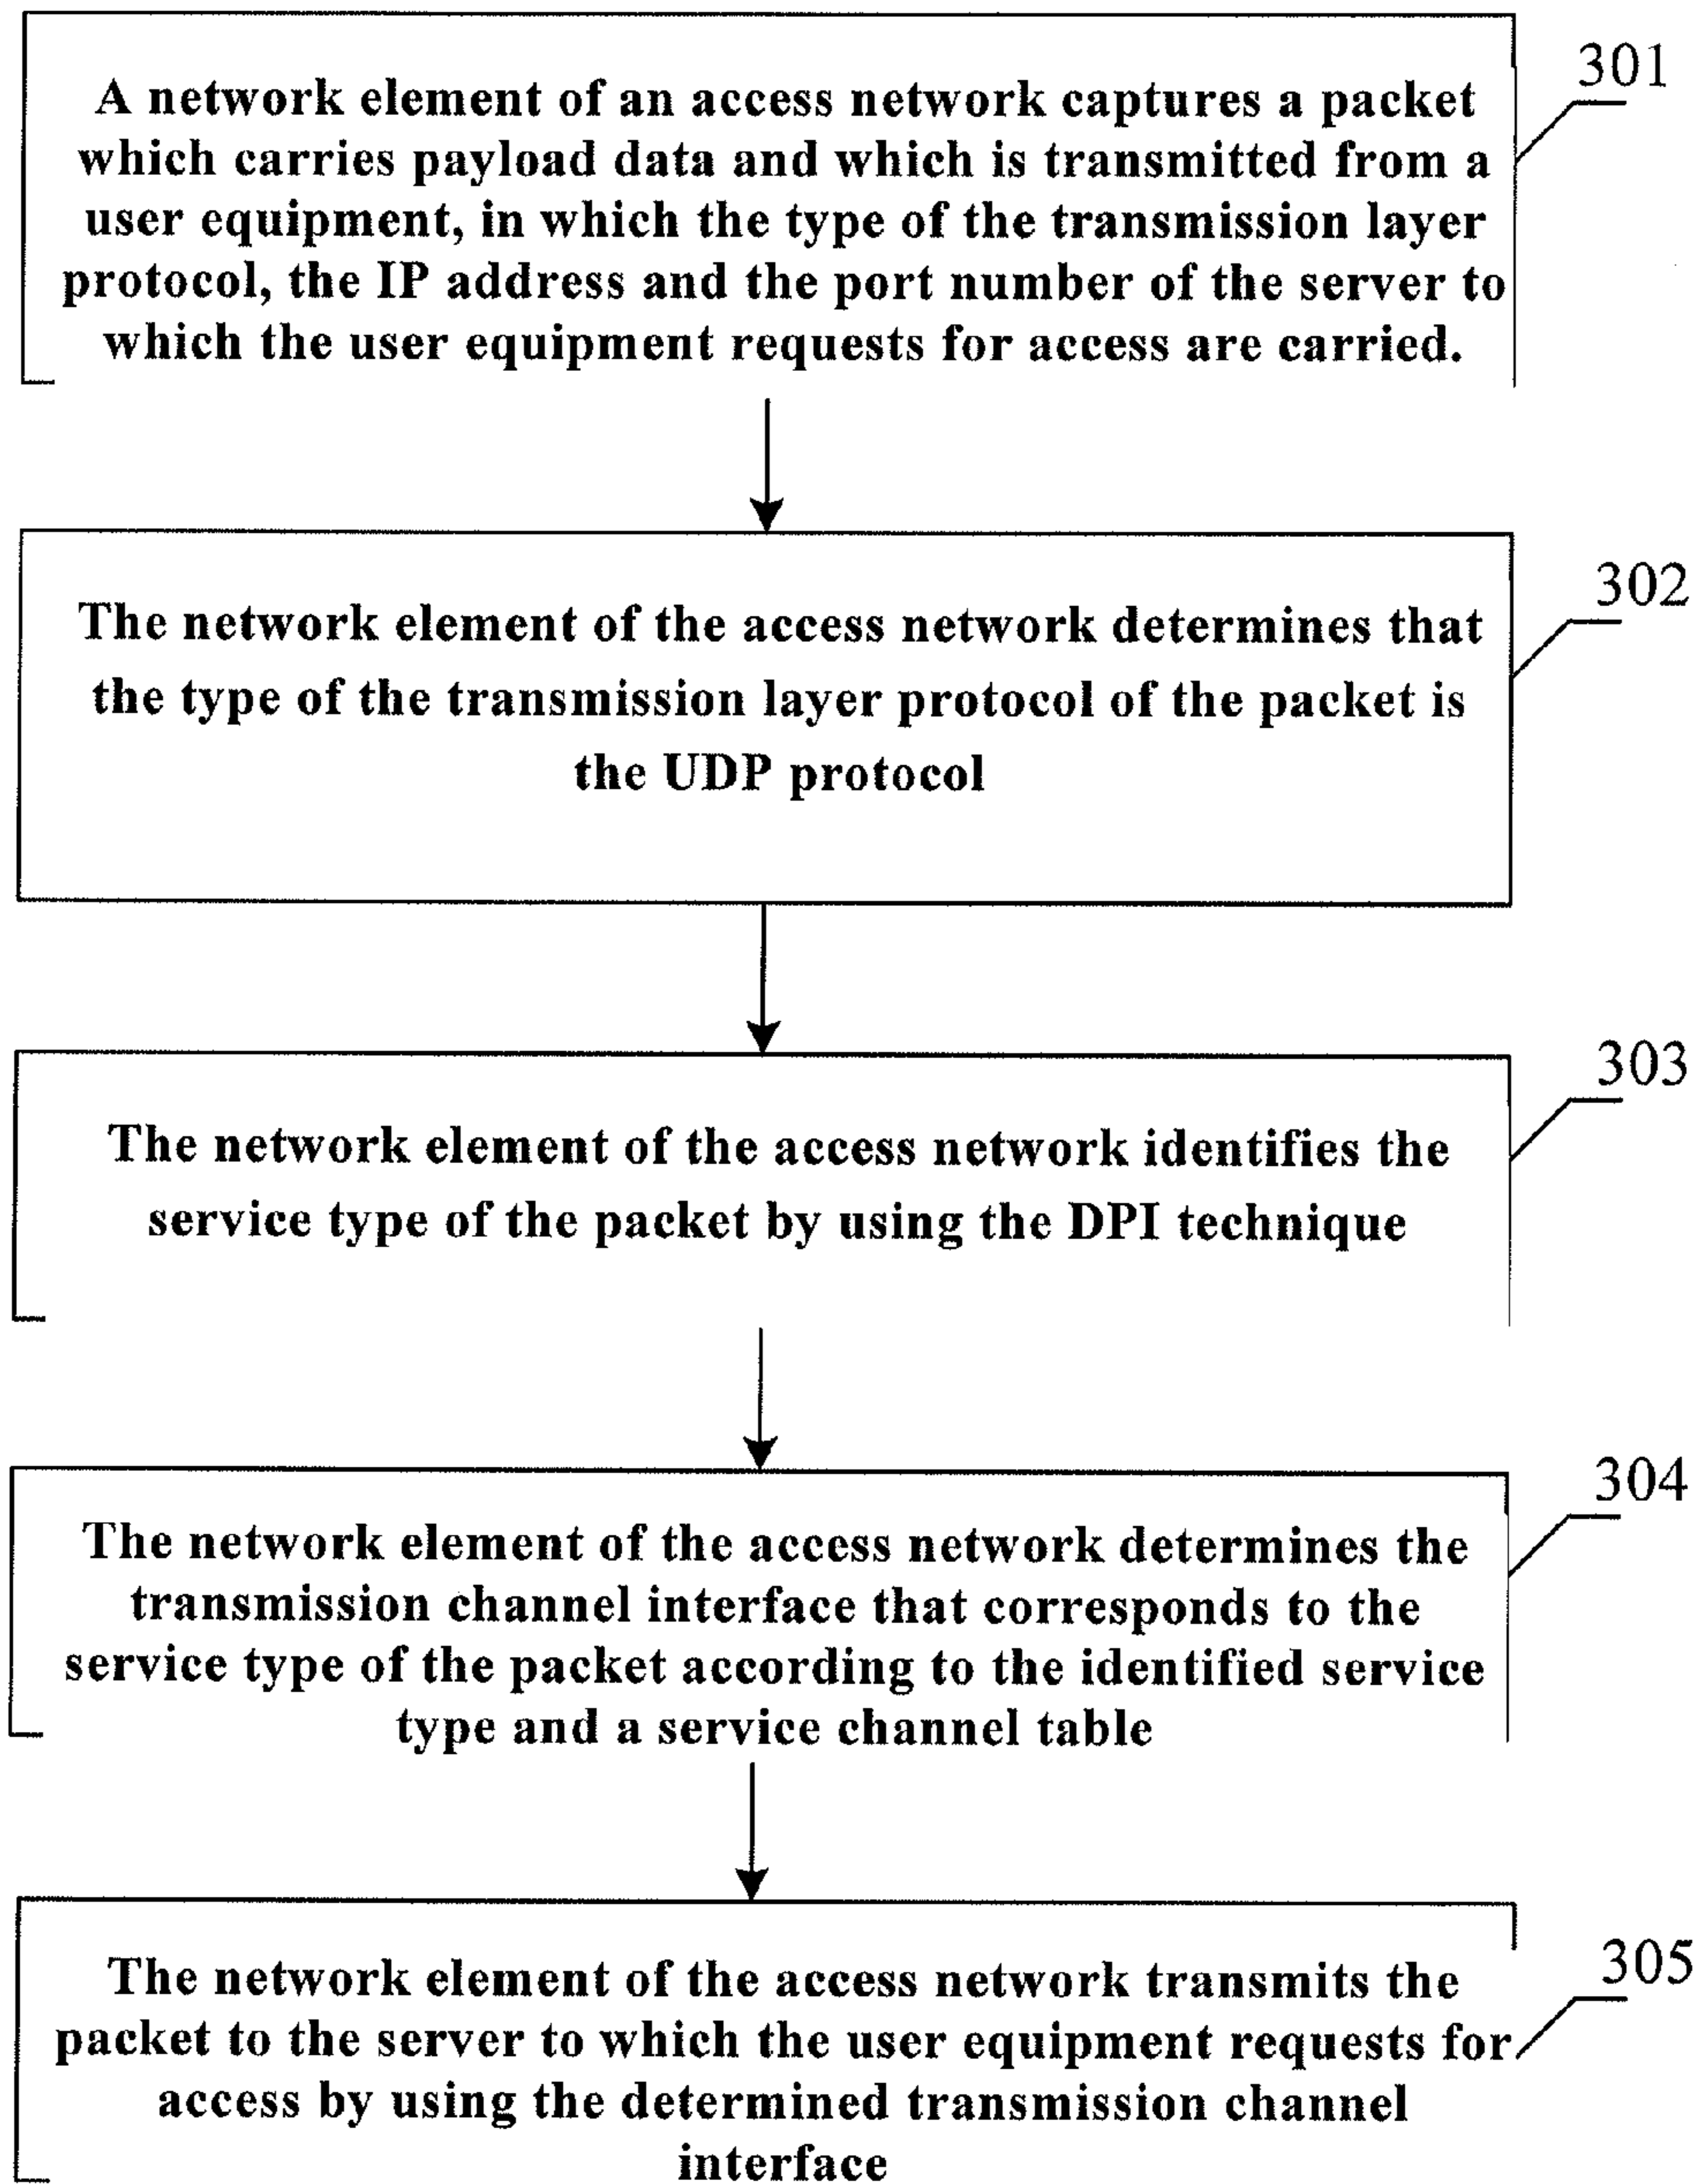 301
A network element of an access network captures a packet
which carries payload data and which is transmitted from a
user equipment, in which the type of the transmission layer
protocol, the IP address and the port number of the server to
which the user equipment requests for access are carried.
302
The network element of the access network determines that
the type of the transmission layer protocol of the packet is
the UDP protocol
303
The network element of the access network identifies the
service type of the packet by using the DPI technique
304
The network element of the access network determines the
transmission channel interface that corresponds to the
service type of the packet according to the identified service
type and a service channel table
305
The network element of the access network transmits the
packet to the server to which the user equipment requests for
access by using the determined transmission channel
interface